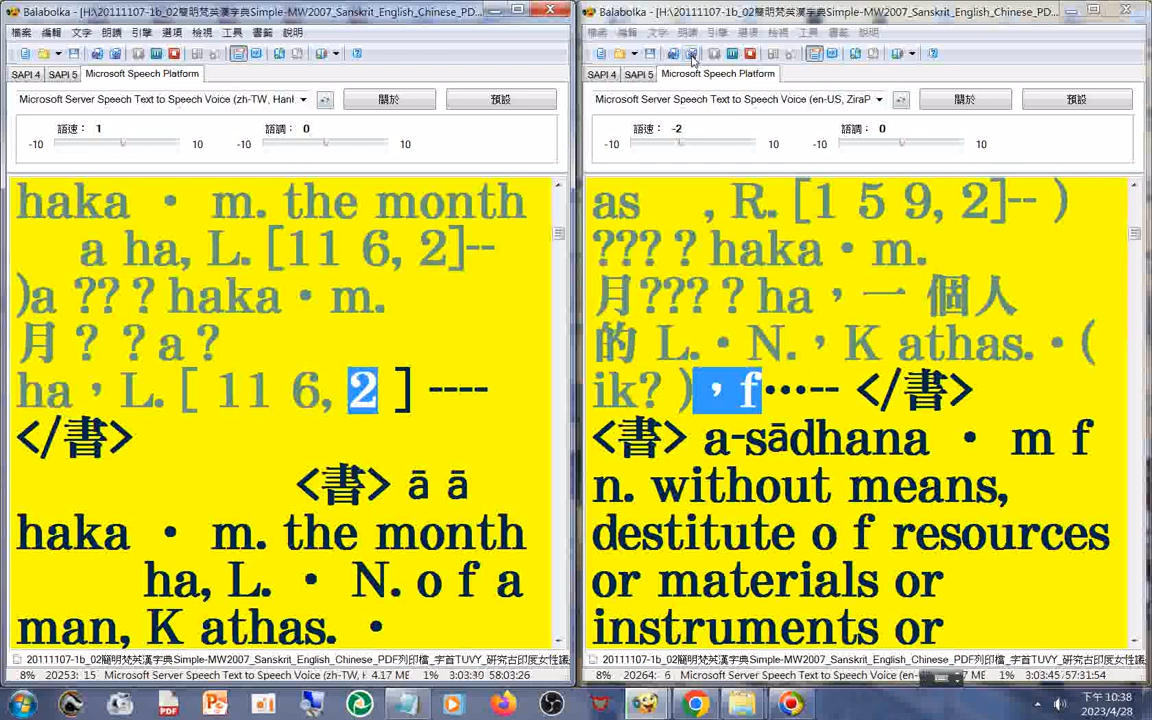 Balabolka - [H:\20111107-1b_02簡明梵英漢字典Simple-MW2007_Sanskrit_English_Chinese_PD...
檔案 編輯 文字 朗讀 引擎 選項 檢視 工具 書籤 說明
SAPI 4 SAPI 5 Microsoft Speech Platform
Microsoft Server Speech Text to Speech Voice (zh-TW, Hanl
關於
預設
語速： 1
語調： 0
-10 10 -10 10
haka • m. the month
a ha, L. [11 6, 2]--
)a ?? ? haka • m.
月 ? ? a ?
ha，L. [ 11 6, 2 ] ----
</書>
<書> ā ā
haka • m. the month
ha, L. • N. o f a
man, K athas. •
20111107-1b_02簡明梵英漢字典Simple-MW2007_Sanskrit_English_Chinese_PDF列印檔_字首TUVY_研究古印度女性議
8% 20253: 15 Microsoft Server Speech Text to Speech Voice (zh-TW, 4.17 ME 1% 3:03:30 58:03:26
Balabolka - [H:\20111107-1b_02簡明梵英漢字典Simple-MW2007_Sanskrit_English_Chinese_PDF...
檔案 編輯 文字 朗讀 引擎 選項 檢視 工具 書籤 說明
SAPI 4 SAPI 5 Microsoft Speech Platform
Microsoft Server Speech Text to Speech Voice (en-US, ZiraP
關於
預設
語速： -2
語調： 0
-10 10 -10 10
as , R. [1 5 9, 2]-- )
??? ? haka • m.
月??? ? ha，一 個人
的 L. • N.，K athas. • (
ik? )，f…-- </書>
<書> a-sādhana • m f
n. without means,
destitute o f resources
or materials or
instruments or
20111107-1b_02簡明梵英漢字典Simple-MW2007_Sanskrit_English_Chinese_PDF列印檔_字首TUVY_研究古印度女性議
8% 20264: 6 Microsoft Server Speech Text to Speech Voice 1% 3:03:45-57:31:54
下午 10:38
2023/4/28